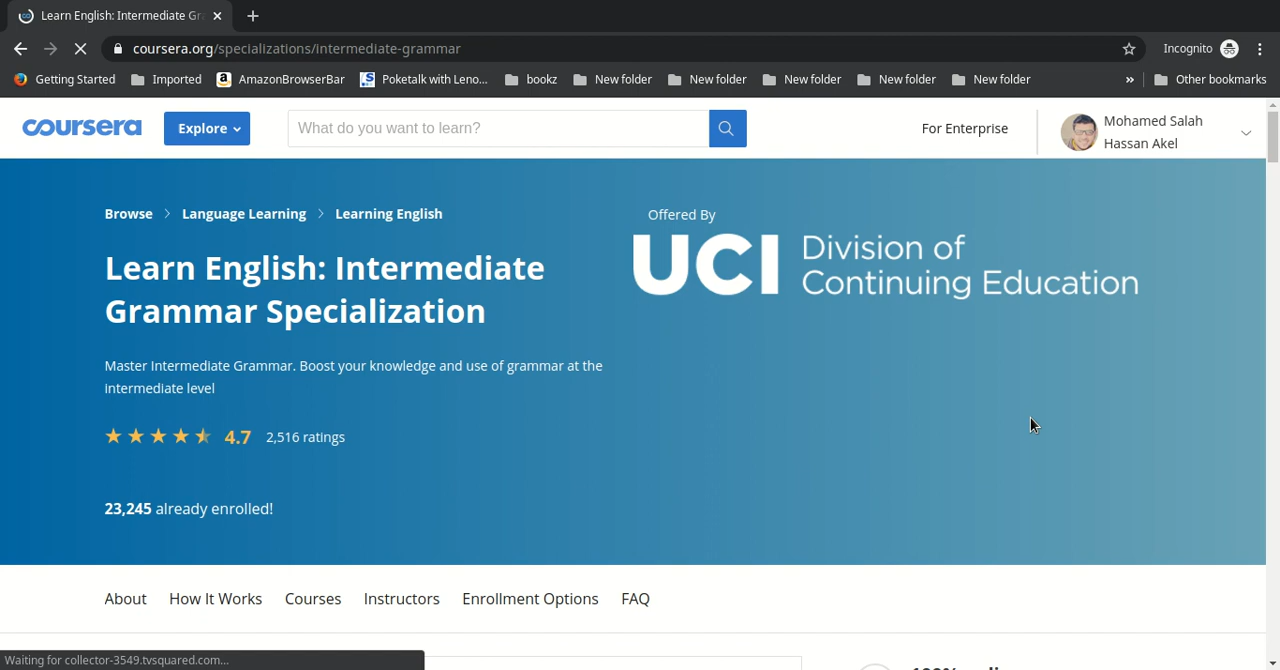 Learn English: Intermediate Gr
coursera.org/specializations/intermediate-grammar
Incognito
Getting Started
Imported
AmazonBrowserBar
Poketalk with Leno...
bookz
New folder
New folder
New folder
New folder
New folder
»
Other bookmarks
coursera
Explore
What do you want to learn?
For Enterprise
Mohamed Salah
Hassan Akel
Browse > Language Learning > Learning English
Offered By
UCI Division of
Continuing Education
Learn English: Intermediate
Grammar Specialization
Master Intermediate Grammar. Boost your knowledge and use of grammar at the
intermediate level
4.7 2,516 ratings
23,245 already enrolled!
About
How It Works
Courses
Instructors
Enrollment Options
FAQ
Waiting for collector-3549.tvsquared.com...